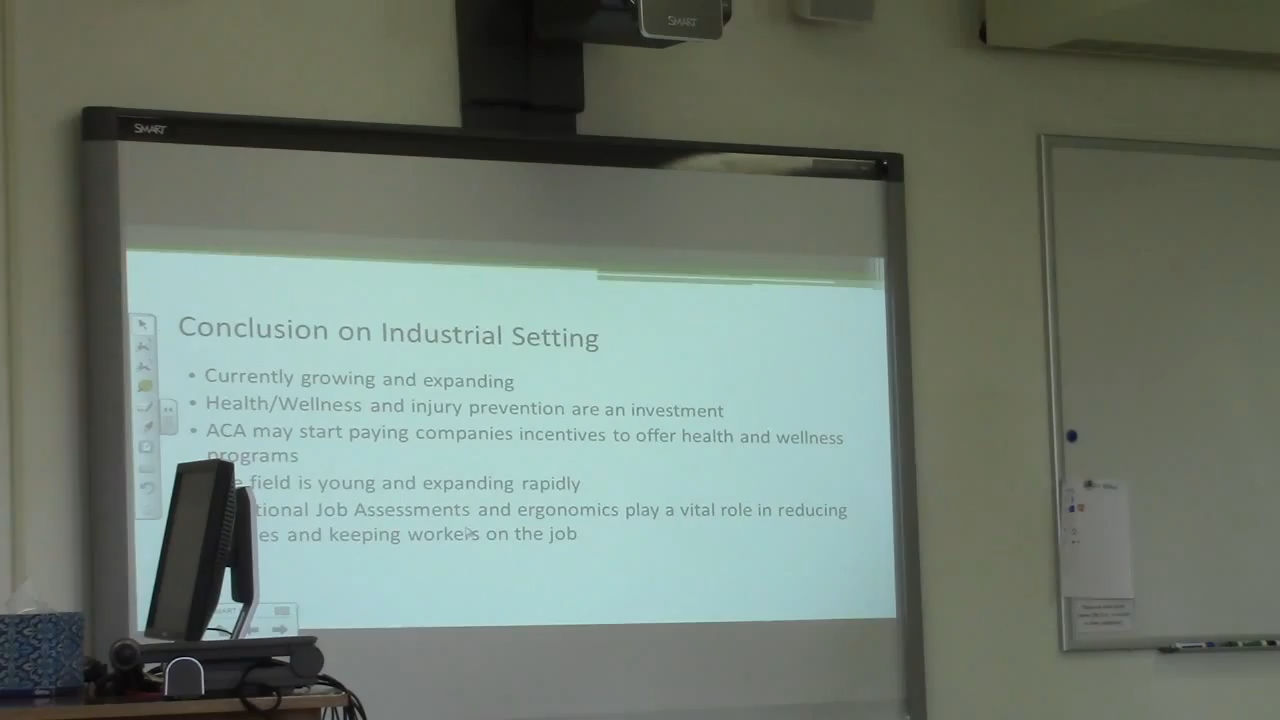 SMART
SMART
Conclusion on Industrial Setting
• Currently growing and expanding
• Health/Wellness and injury prevention are an investment
• ACA may start paying companies incentives to offer health and wellness
programs
field is young and expanding rapidly
Job Assessments and ergonomics play a vital role in reducing
and keeping workers on the job